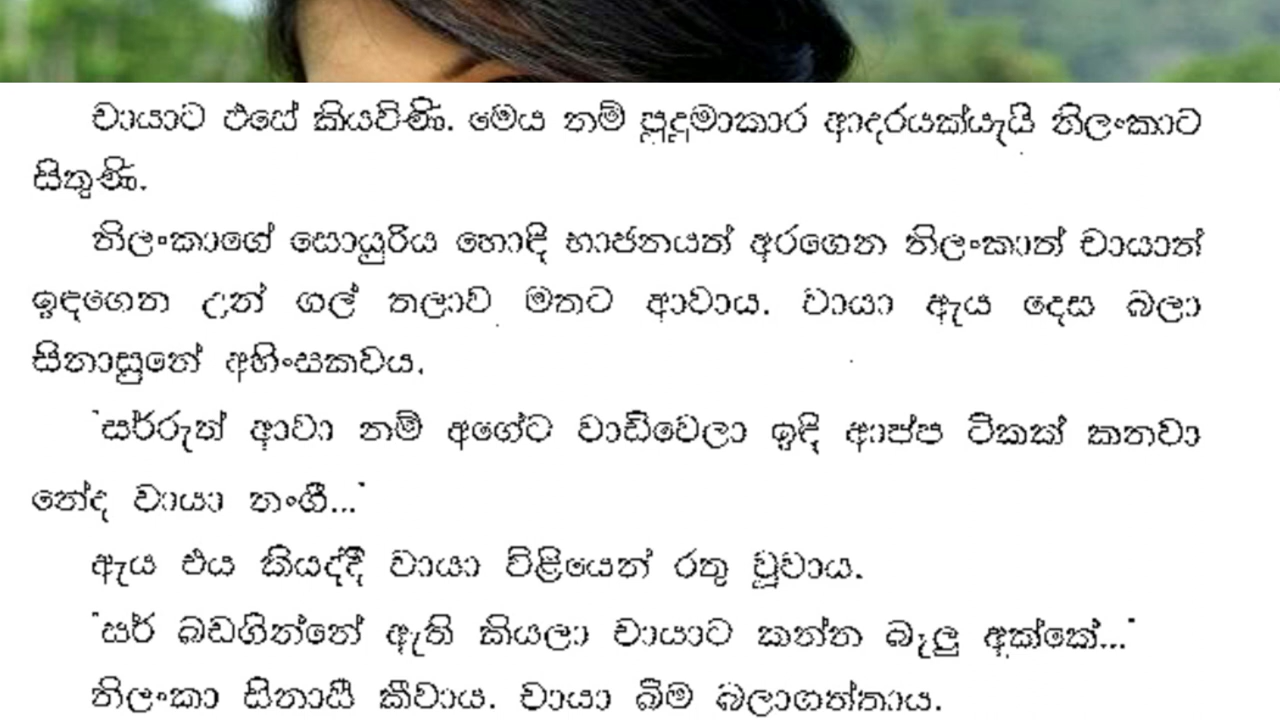 චායාට එසේ කියවිණි. මෙය නම් පුදුමාකාර ආදරයක්යැයි නිලංකාට
සිතුණි.
නිලංකාගේ සොයුරිය හොදි භාජනයත් අරගෙන නිලංකාත් චායාත්
ඉඳගෙන උන් ගල් තලාව මතට ආවාය. චායා ඇය දෙස බලා
සිනාසුනේ අහිංසකවය.
"සර්රුත් ආවා නම් අගේට වාඩිවෙලා ඉඳි ආප්ප ටිකක් කනවා
නේද චායා නංගී..."
ඇය එය කියද්දී චායා විළියෙන් රතු වූවාය.
"සර් බඩගින්නේ ඇති කියලා චායාට කන්න බෑලු අක්කේ..."
නිලංකා සිනාසී කීවාය. චායා බිම බලාගත්තාය.